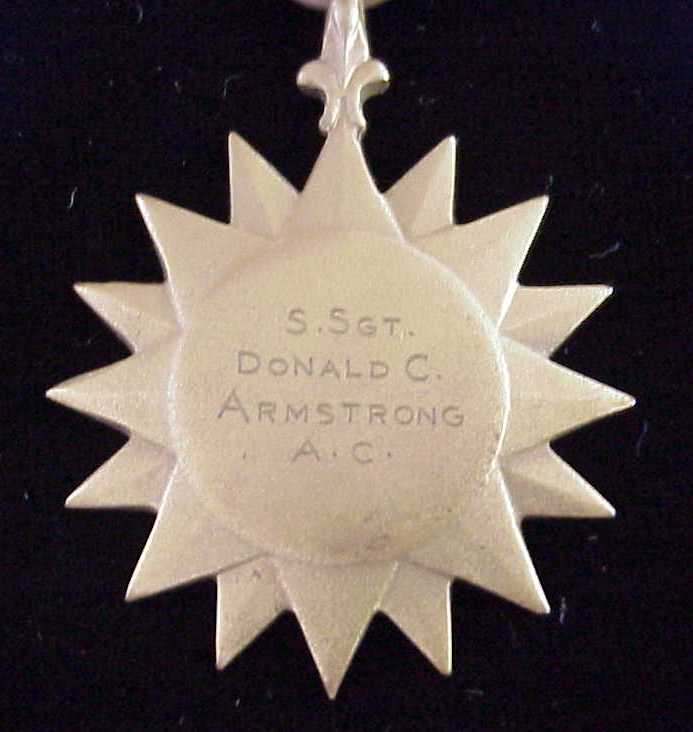 S. SGT.
DONALD C.
ARMSTRONG
A. C.